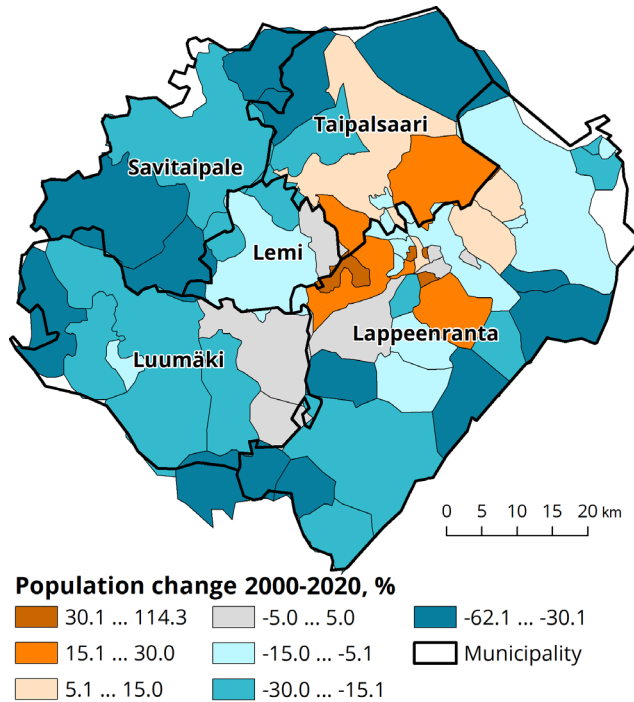 Taipalsaari
Savitaipale
Lemi
Lappeenranta
Luumäki
0 5 10 15 20 km
Population change 2000-2020, %
30.1 ... 114.3
-5.0 ... 5.0
-62.1 ... -30.1
15.1 ... 30.0
-15.0 ... -5.1
Municipality
5.1 ... 15.0
-30.0 ... -15.1